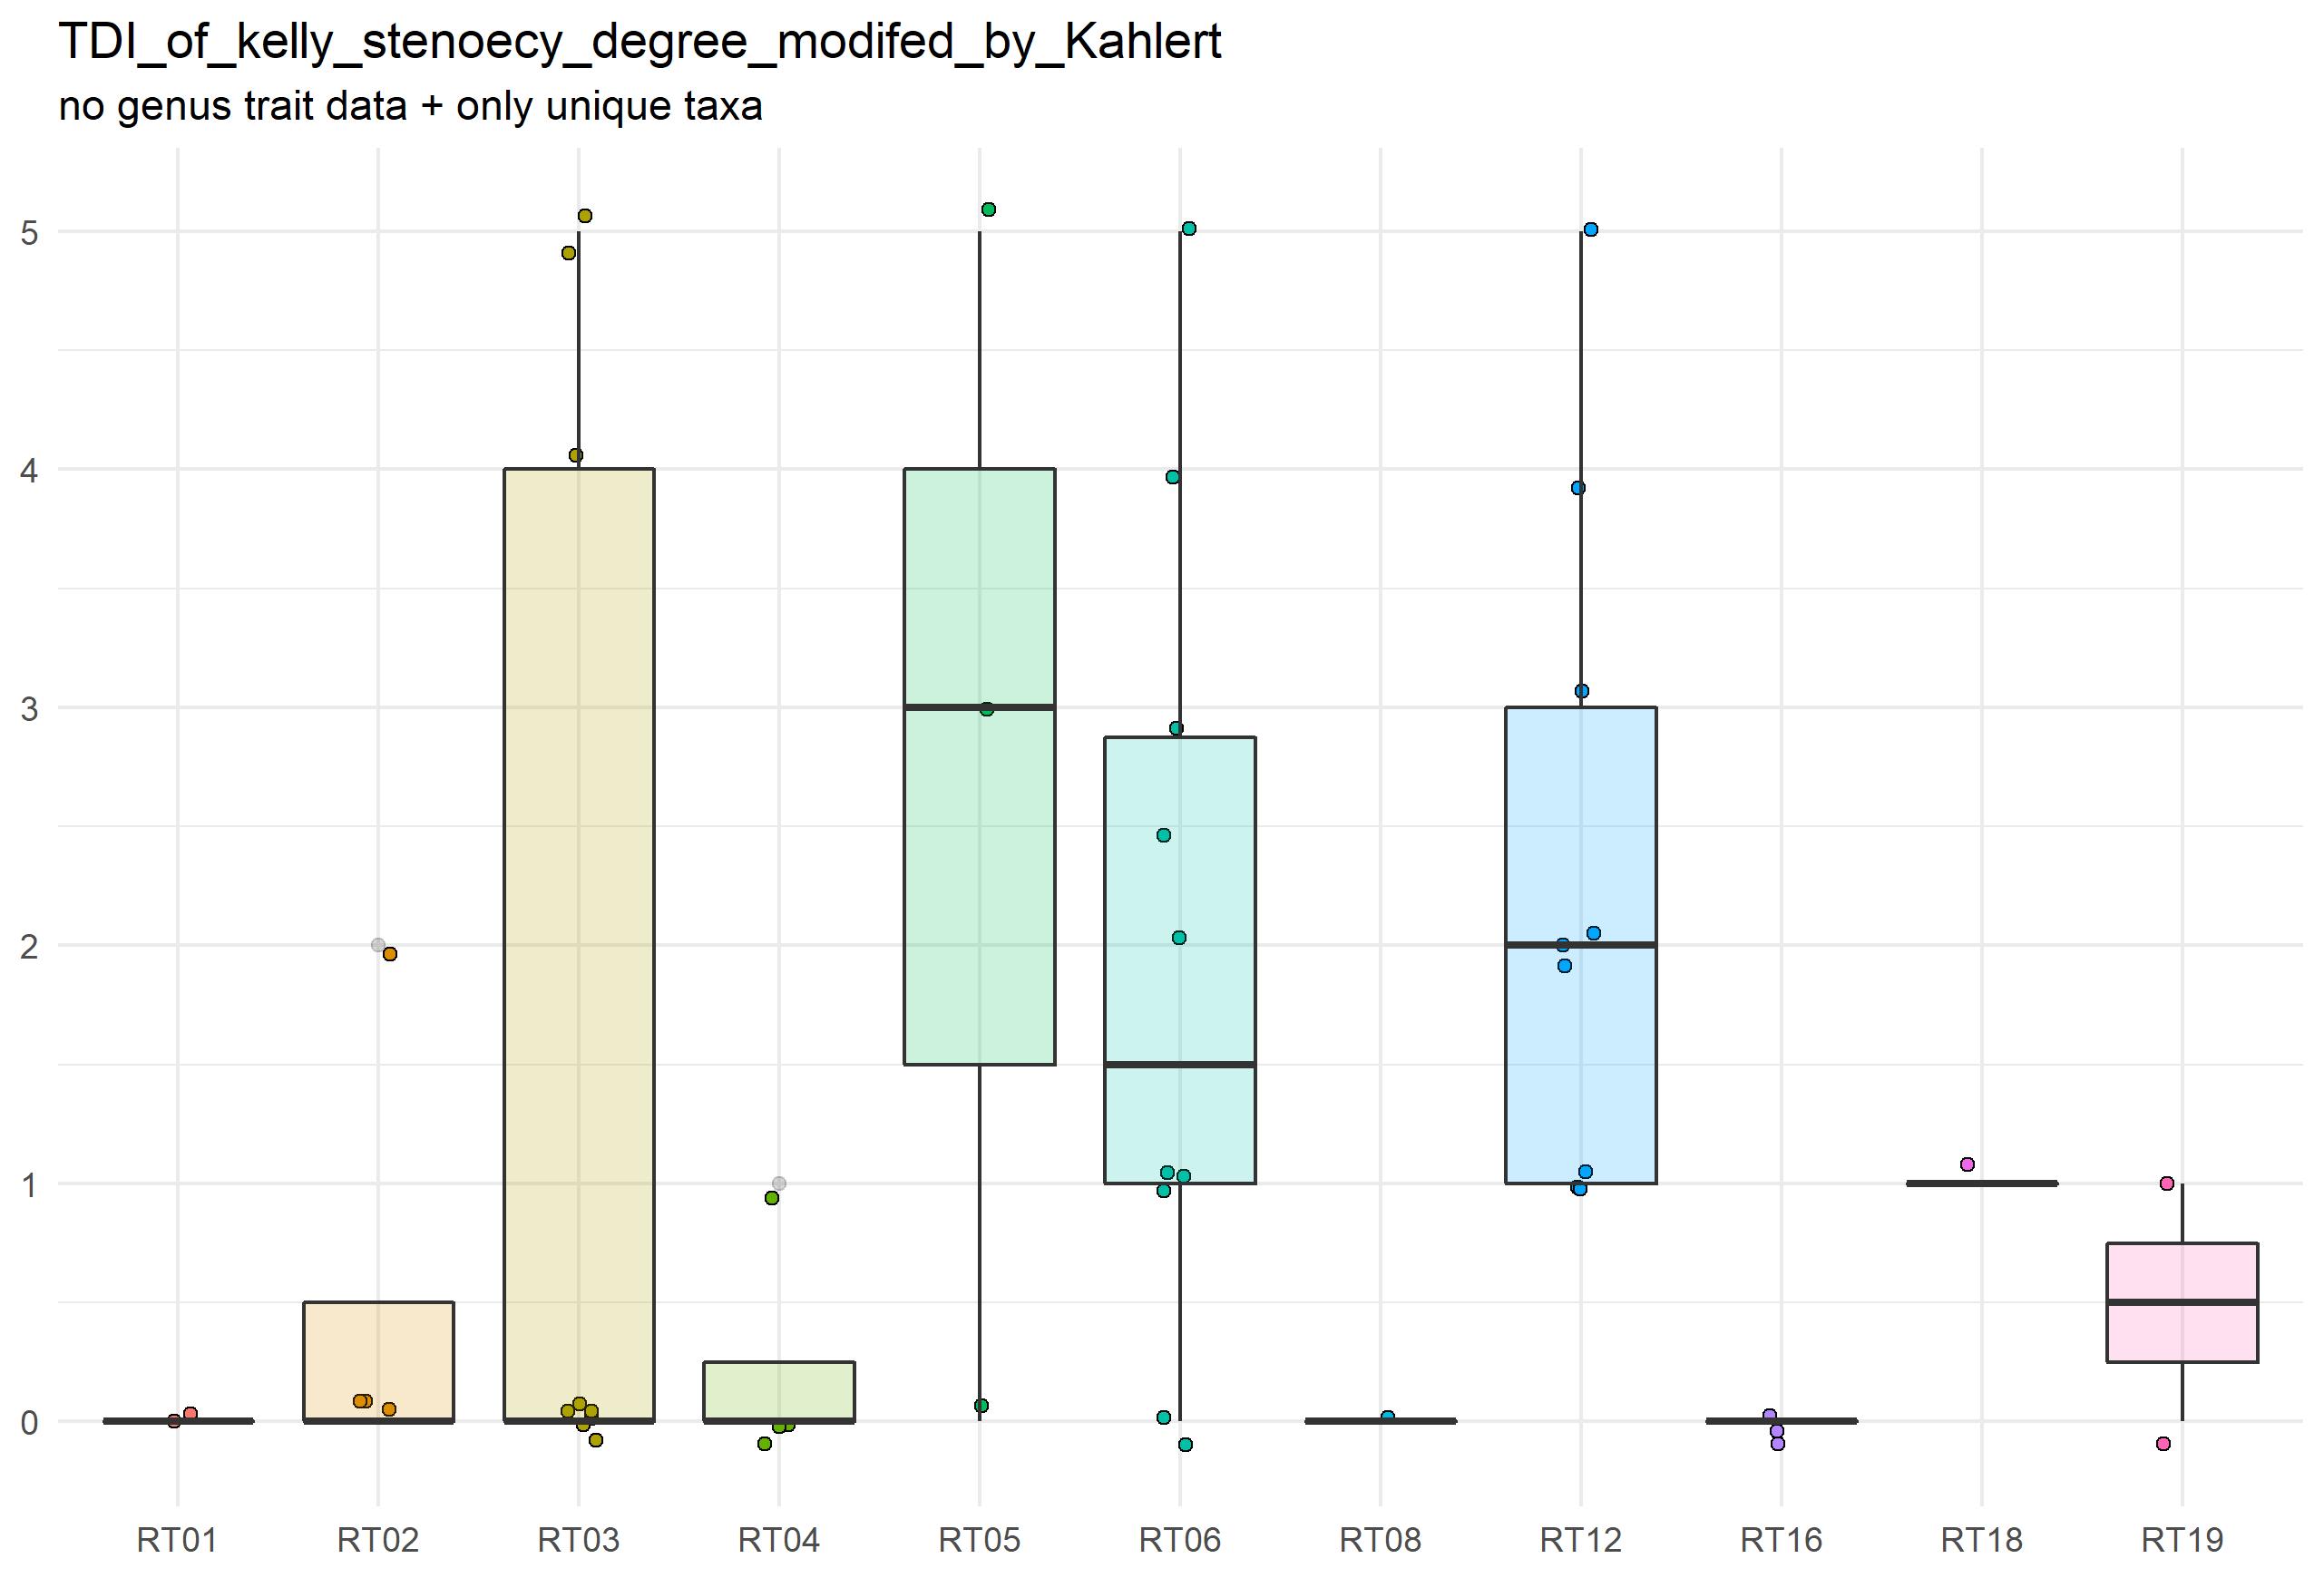 TDI_of_kelly_stenoecy_degree_modifed_by_Kahlert
no genus trait data + only unique taxa
5
4
3
2
1
0
RT01 RT02 RT03 RT04 RT05 RT06 RT08 RT12 RT16 RT18 RT19